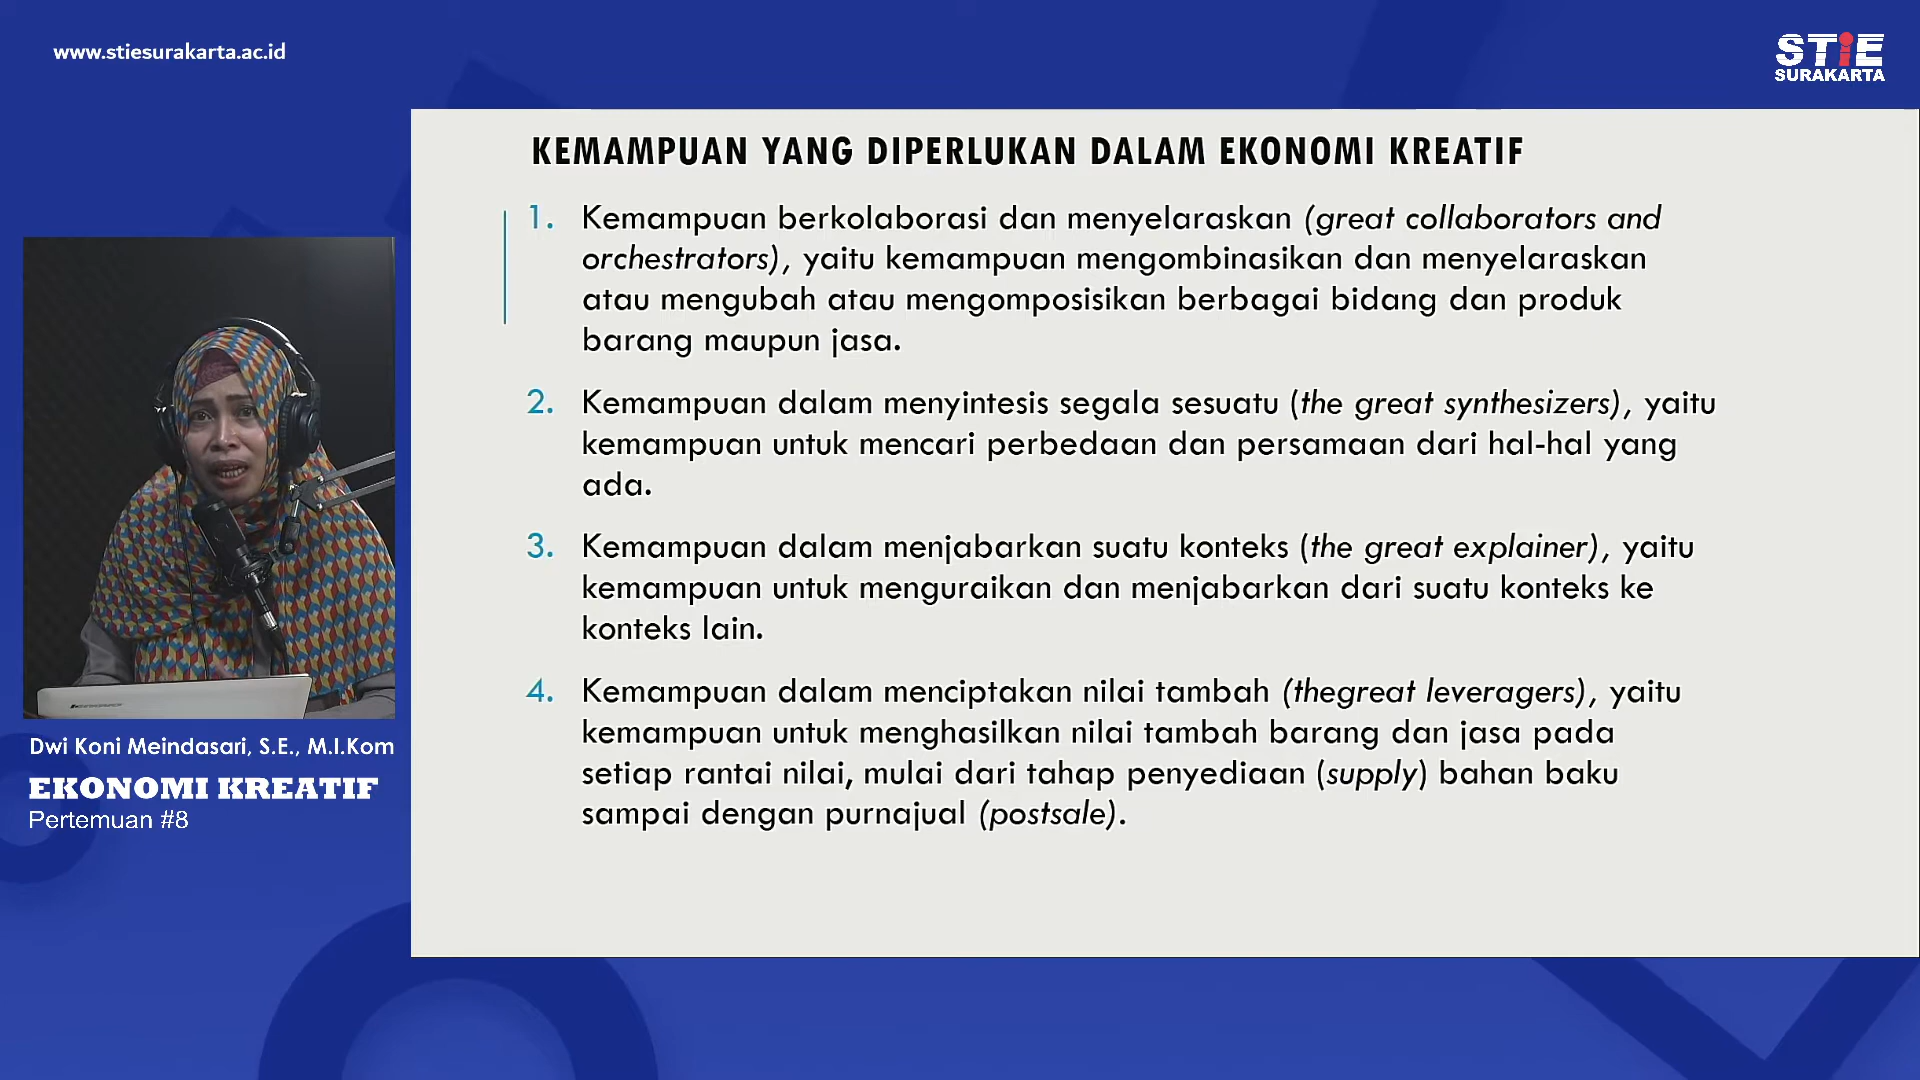 www.stiesurakarta.ac.id
STIE
SURAKARTA
KEMAMPUAN YANG DIPERLUKAN DALAM EKONOMI KREATIF
1. Kemampuan berkolaborasi dan menyelaraskan (great collaborators and
orchestrators), yaitu kemampuan mengombinasikan dan menyelaraskan
atau mengubah atau mengomposisikan berbagai bidang dan produk
barang maupun jasa.
2. Kemampuan dalam menyintesis segala sesuatu (the great synthesizers), yaitu
kemampuan untuk mencari perbedaan dan persamaan dari hal-hal yang
ada.
3. Kemampuan dalam menjabarkan suatu konteks (the great explainer), yaitu
kemampuan untuk menguraikan dan menjabarkan dari suatu konteks ke
konteks lain.
4. Kemampuan dalam menciptakan nilai tambah (thegreat leveragers), yaitu
kemampuan untuk menghasilkan nilai tambah barang dan jasa pada
setiap rantai nilai, mulai dari tahap penyediaan (supply) bahan baku
sampai dengan purnajual (postsale).
Dwi Koni Meindasari, S.E., M.I.Kom
EKONOMI KREATIF
Pertemuan #8